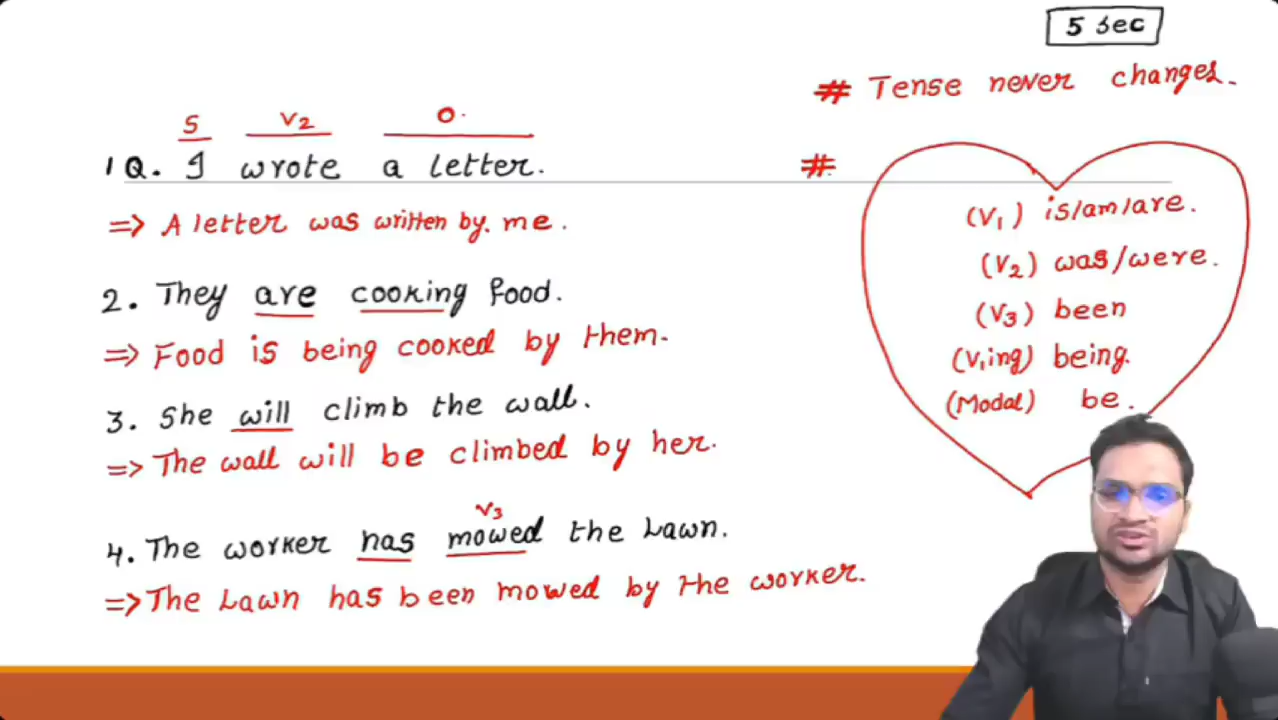 5 sec
# Tense never changes.
S V2 O.
1Q. I wrote a letter.
⇒ A letter was written by. me.
2. They are cooking food.
⇒ Food is being cooked by them.
3. She will climb the wall.
⇒ The wall will be climbed by her.
V3
4. The worker has mowed the Lawn.
⇒ The Lawn has been mowed by the worker.
#
(V1) is/am/are.
(V2) was/were.
(V3) been
(V1ing) being.
(Modal) be.